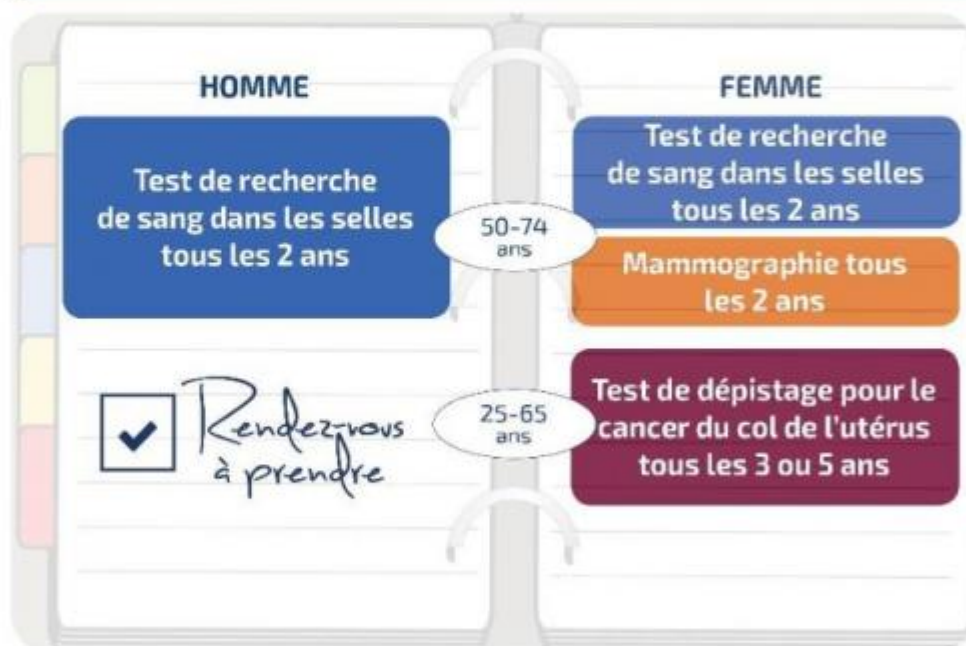 HOMME
Test de recherche
de sang dans les selles
tous les 2 ans
Rendez-vous
à prendre
50-74
ans
25-65
ans
FEMME
Test de recherche
de sang dans les selles
tous les 2 ans
Mammographie tous
les 2 ans
Test de dépistage pour le
cancer du col de l'utérus
tous les 3 ou 5 ans